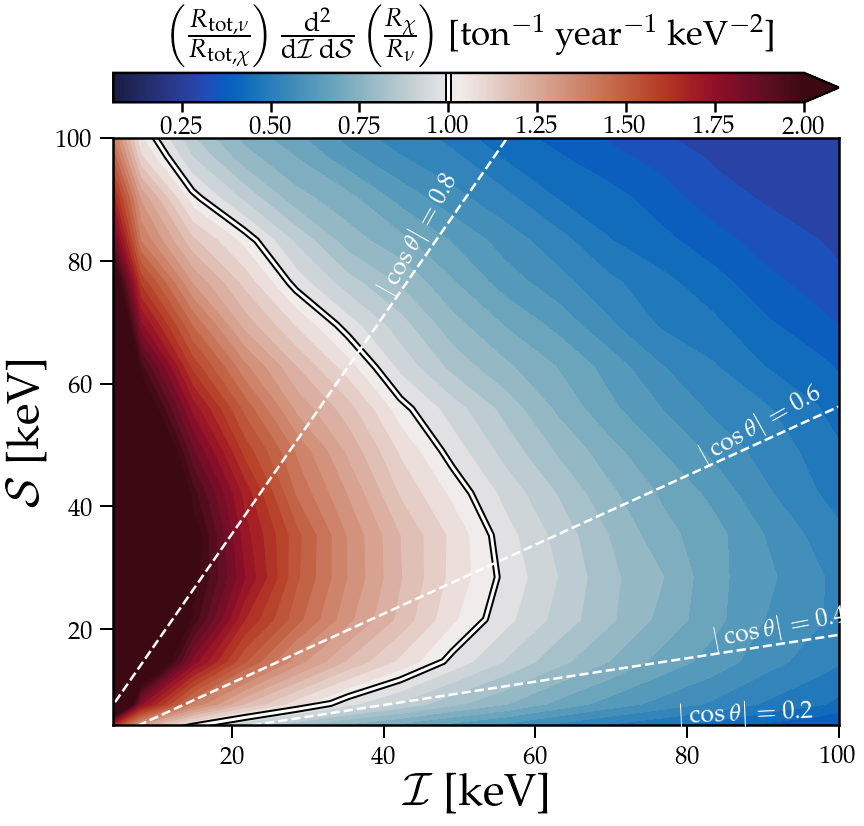 (R_tot,ν / R_tot,χ) d² / dℐ d𝒮 (R_χ / R_ν) [ton⁻¹ year⁻¹ keV⁻²]
0.25 0.50 0.75 1.00 1.25 1.50 1.75 2.00
100
80
60
40
20
𝒮 [keV]
|cos θ| = 0.8
|cos θ| = 0.6
|cos θ| = 0.4
|cos θ| = 0.2
20 40 60 80 100
ℐ [keV]